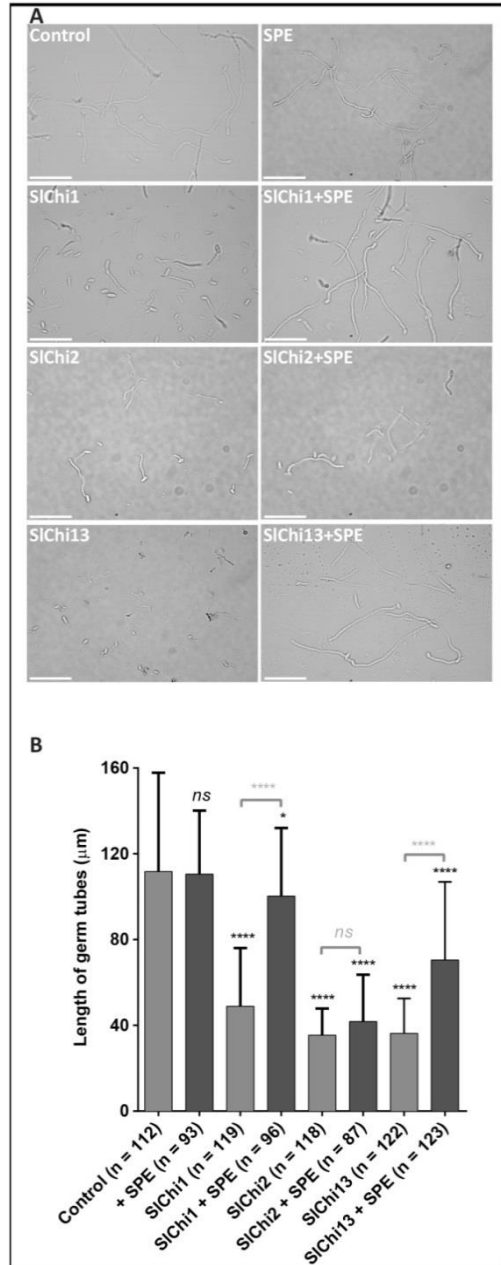 A
Control
SPE
SlChi1
SlChi1+SPE
SlChi2
SlChi2+SPE
SlChi13
SlChi13+SPE
B
160
120
80
40
0
Length of germ tubes (μm)
ns
****
****
*
****
ns
****
****
****
****
Control (n = 112)
+ SPE (n = 93)
SlChi1 (n = 119)
SlChi1 + SPE (n = 96)
SlChi2 (n = 118)
SlChi2 + SPE (n = 87)
SlChi13 (n = 122)
SlChi13 + SPE (n = 123)